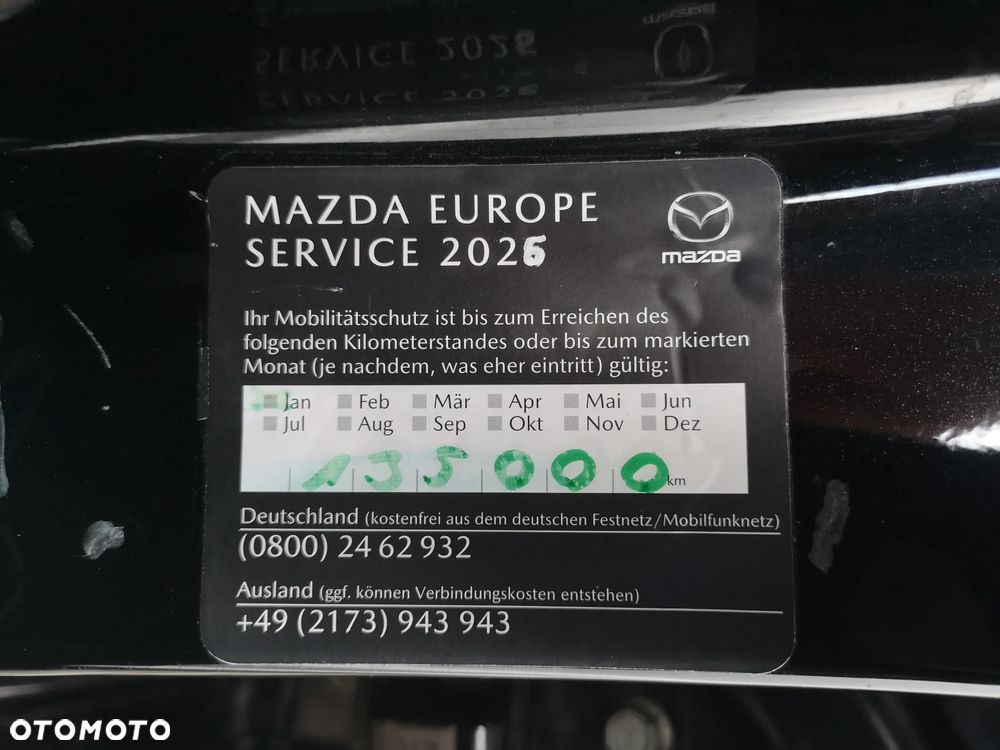 MAZDA EUROPE
SERVICE 2026
mazda
Ihr Mobilitätsschutz ist bis zum Erreichen des
folgenden Kilometerstandes oder bis zum markierten
Monat (je nachdem, was eher eintritt) gültig:
Jan Feb Mär Apr Mai Jun
Jul Aug Sep Okt Nov Dez
135000 km
Deutschland (kostenfrei aus dem deutschen Festnetz/Mobilfunknetz)
(0800) 24 62 932
Ausland (ggf. können Verbindungskosten entstehen)
+49 (2173) 943 943
OTOMOTO